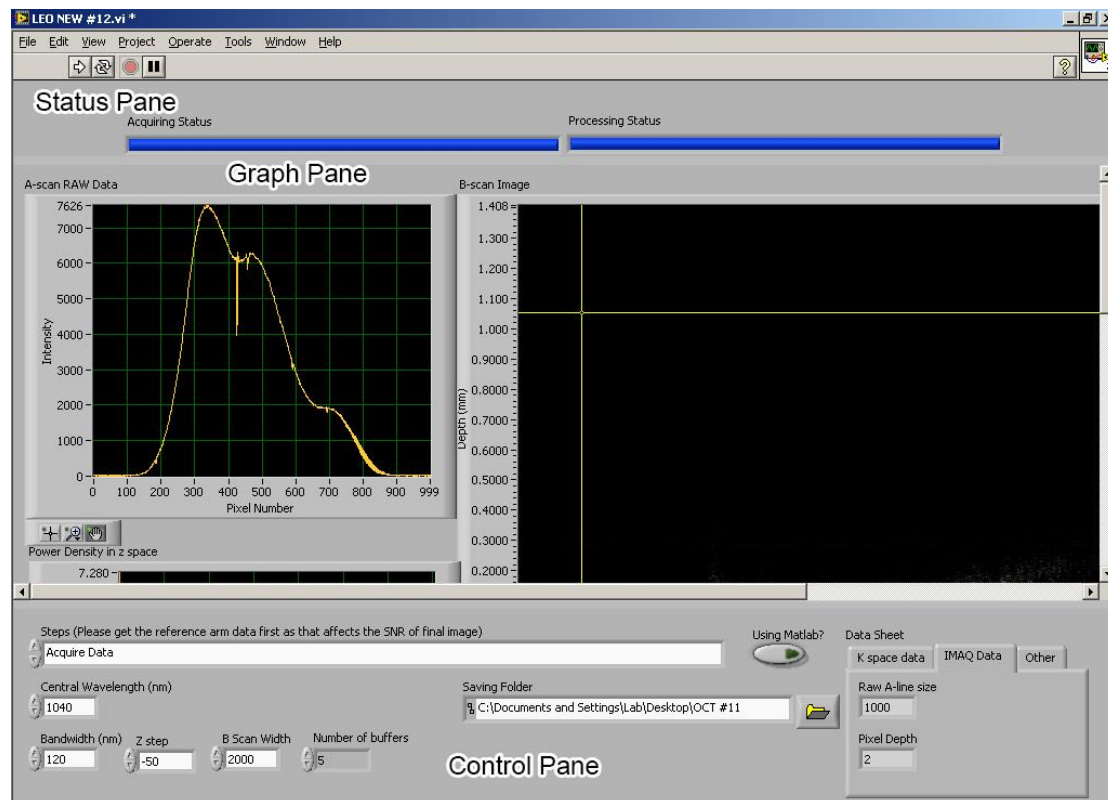 LEO NEW #12.vi *
File Edit View Project Operate Tools Window Help
Status Pane
Acquiring Status
Processing Status
Graph Pane
A-scan RAW Data
7626
7000
6000
5000
4000
3000
2000
1000
0
Intensity
0 100 200 300 400 500 600 700 800 900 999
Pixel Number
B-scan Image
1.408
1.300
1.200
1.100
1.000
0.9000
0.8000
0.7000
0.6000
0.5000
0.4000
0.3000
0.2000
Depth (mm)
Power Density in z space
7.280
Steps (Please get the reference arm data first as that affects the SNR of final image)
Acquire Data
Using Matlab?
Central Wavelength (nm)
1040
Saving Folder
C:\Documents and Settings\Lab\Desktop\OCT #11
Bandwidth (nm) Z step B Scan Width Number of buffers
120 -50 2000 5
Control Pane
Data Sheet
K space data IMAQ Data Other
Raw A-line size
1000
Pixel Depth
2